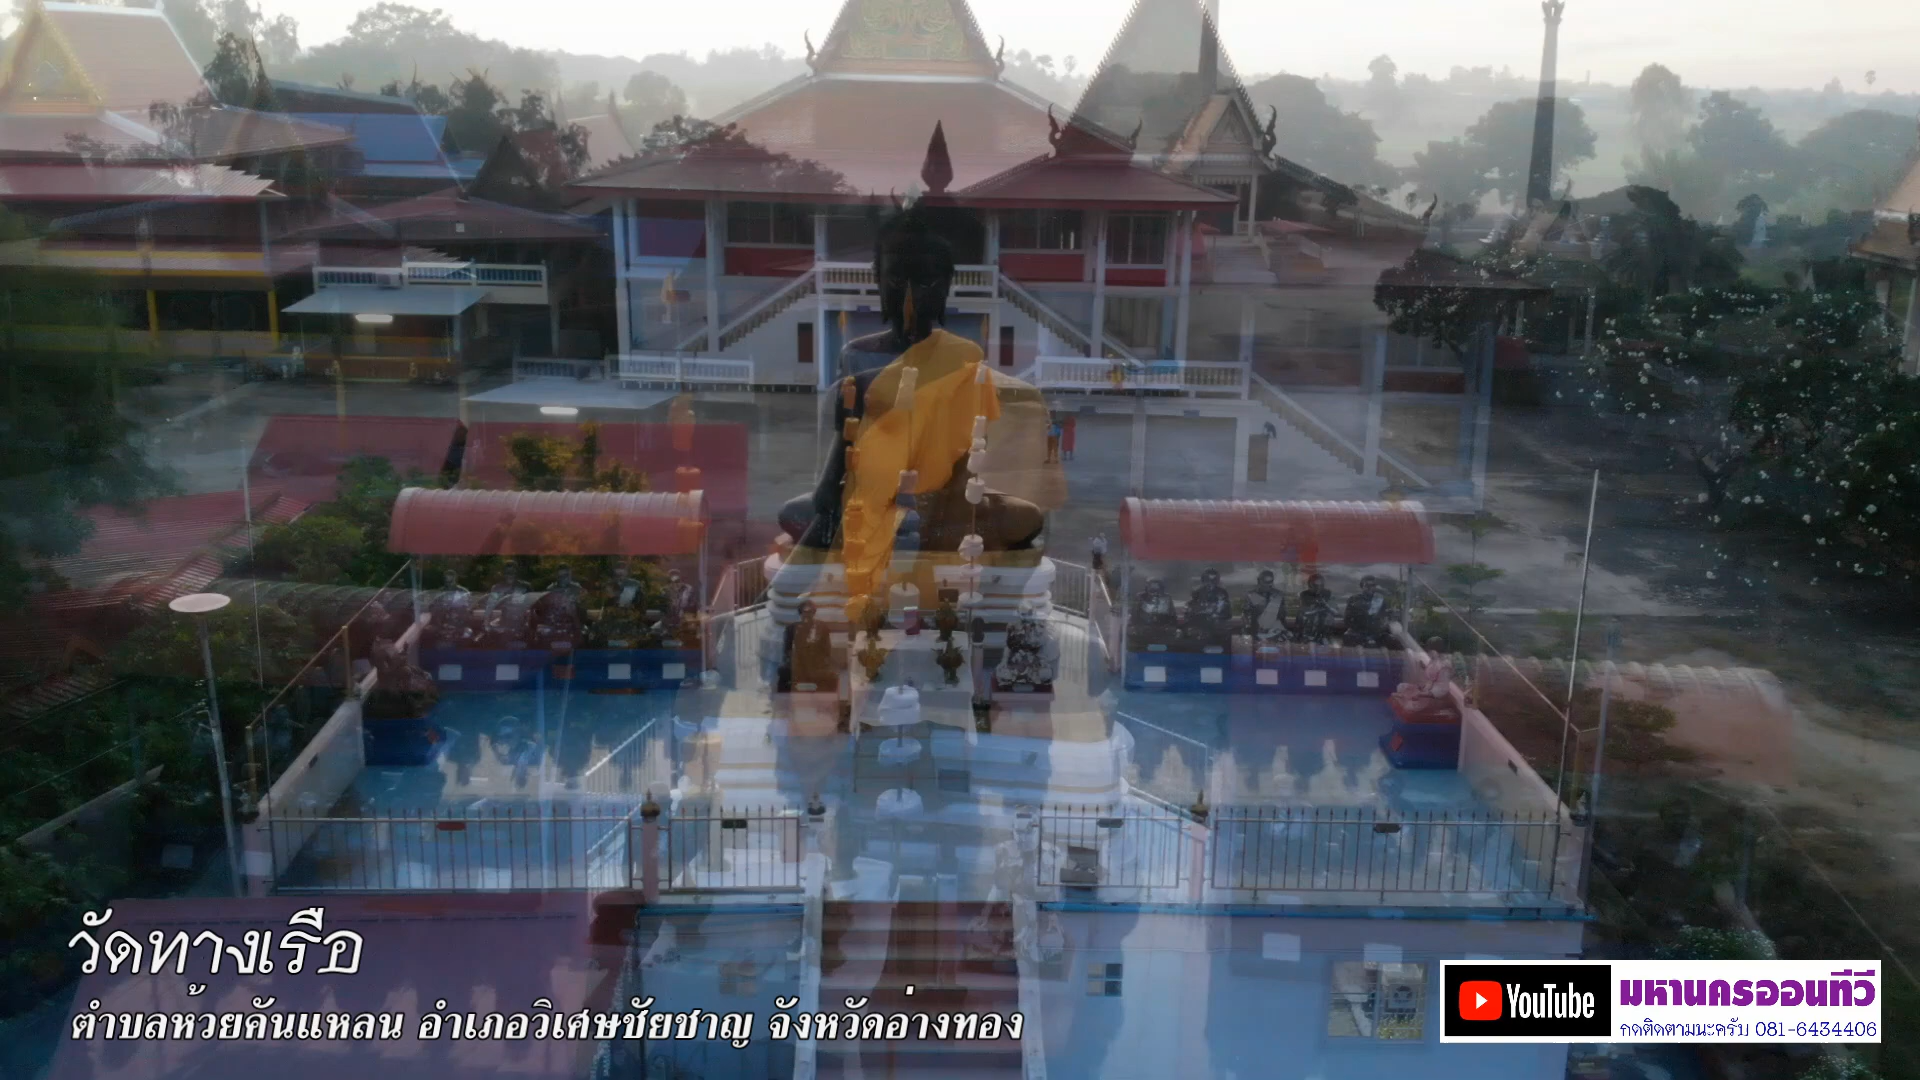 วัดทางเรือ
ตำบลห้วยคันแหลน อำเภอวิเศษชัยชาญ จังหวัดอ่างทอง
YouTube
มหานครออนทีวี
กดติดตามนะครับ 081-6434406